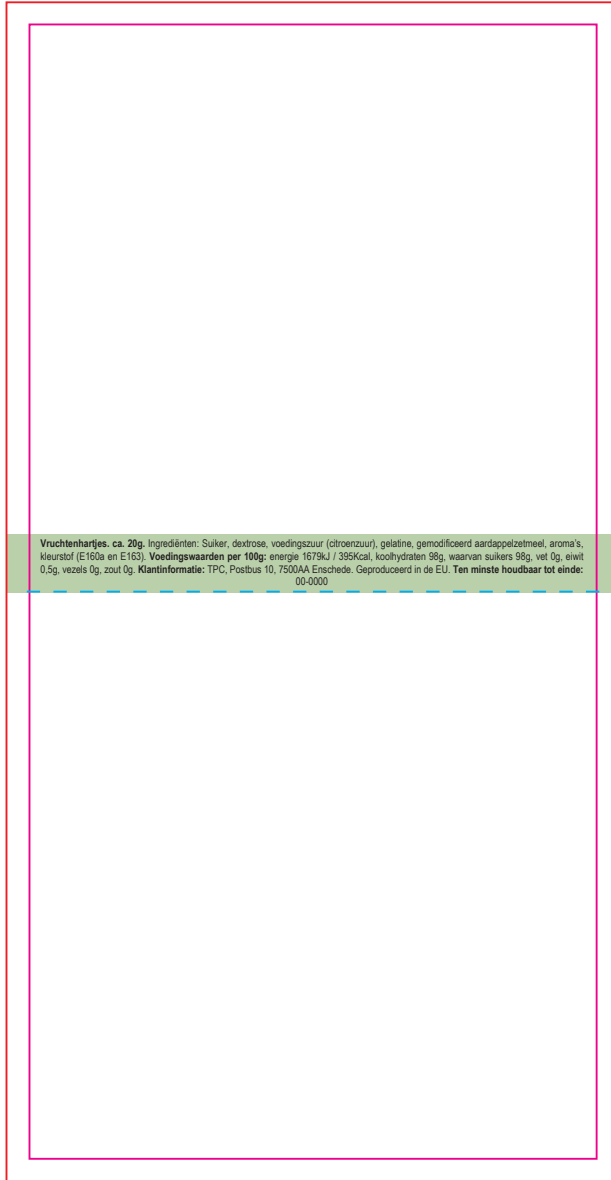 Vruchtenhartjes. ca. 20g. Ingrediënten: Suiker, dextrose, voedingszuur (citroenzuur), gelatine, gemodificeerd aardappelzetmeel, aroma's,
kleurstof (E160a en E163). Voedingswaarden per 100g: energie 1679kJ / 395Kcal, koolhydraten 98g, waarvan suikers 98g, vet 0g, eiwit
0,5g, vezels 0g, zout 0g. Klantinformatie: TPC, Postbus 10, 7500AA Enschede. Geproduceerd in de EU. Ten minste houdbaar tot einde:
00-0000